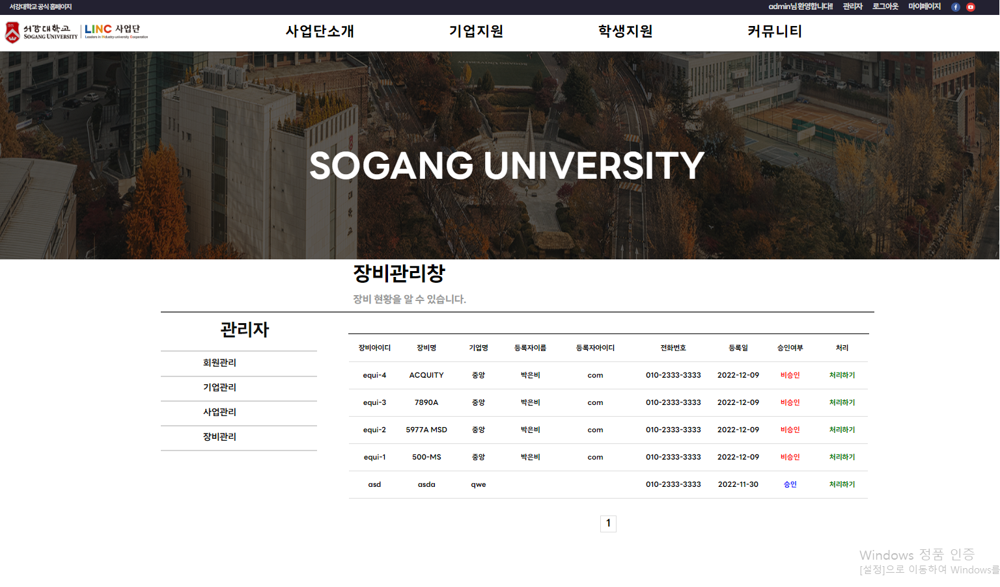 서강대학교 공식 홈페이지
admin님 환영합니다!! 관리자 로그아웃 마이페이지
서강대학교 SOGANG UNIVERSITY LINC 사업단 Leaders in INdustry-university Cooperation
사업단소개 기업지원 학생지원 커뮤니티
SOGANG UNIVERSITY
장비관리창
장비 현황을 알 수 있습니다.
관리자
회원관리
기업관리
사업관리
장비관리
장비아이디 장비명 기업명 등록자이름 등록자아이디 전화번호 등록일 승인여부 처리
equi-4 ACQUITY 중앙 박은비 com 010-2333-3333 2022-12-09 비승인 처리하기
equi-3 7890A 중앙 박은비 com 010-2333-3333 2022-12-09 비승인 처리하기
equi-2 5977A MSD 중앙 박은비 com 010-2333-3333 2022-12-09 비승인 처리하기
equi-1 500-MS 중앙 박은비 com 010-2333-3333 2022-12-09 비승인 처리하기
asd asda qwe 010-2333-3333 2022-11-30 승인 처리하기
1
Windows 정품 인증
[설정]으로 이동하여 Windows를